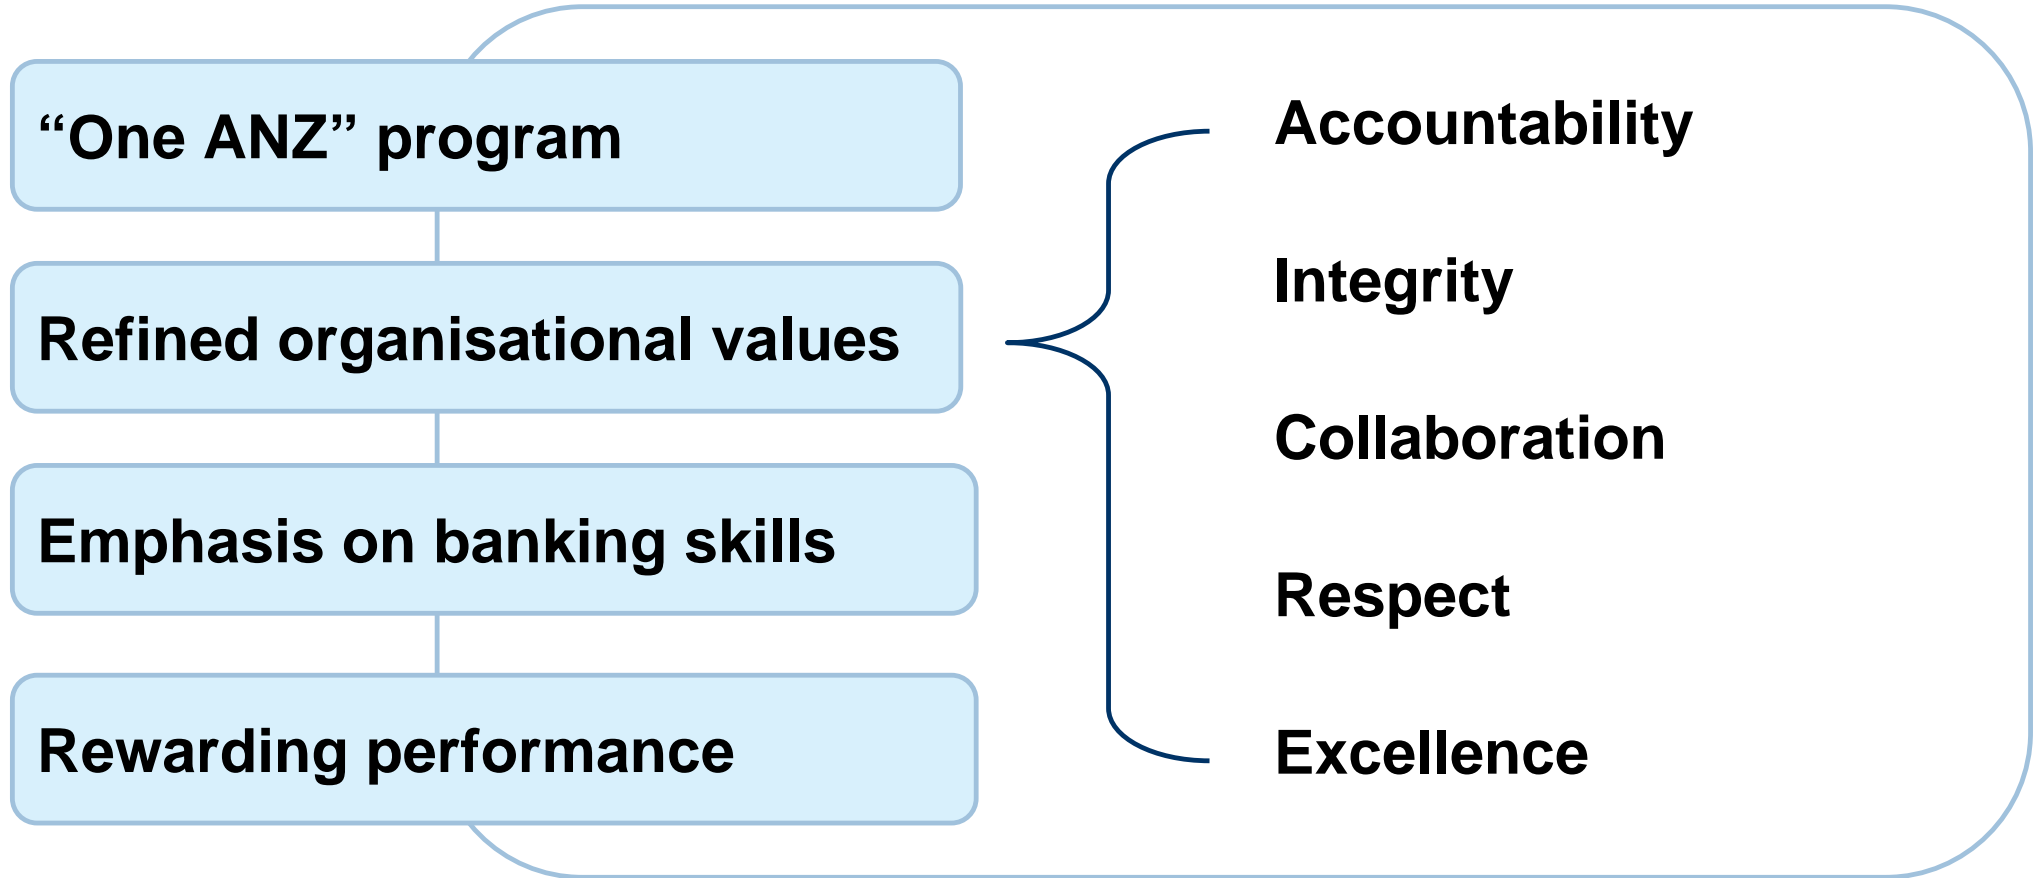 “One ANZ” program
Refined organisational values
Emphasis on banking skills
Rewarding performance
Accountability
Integrity
Collaboration
Respect
Excellence